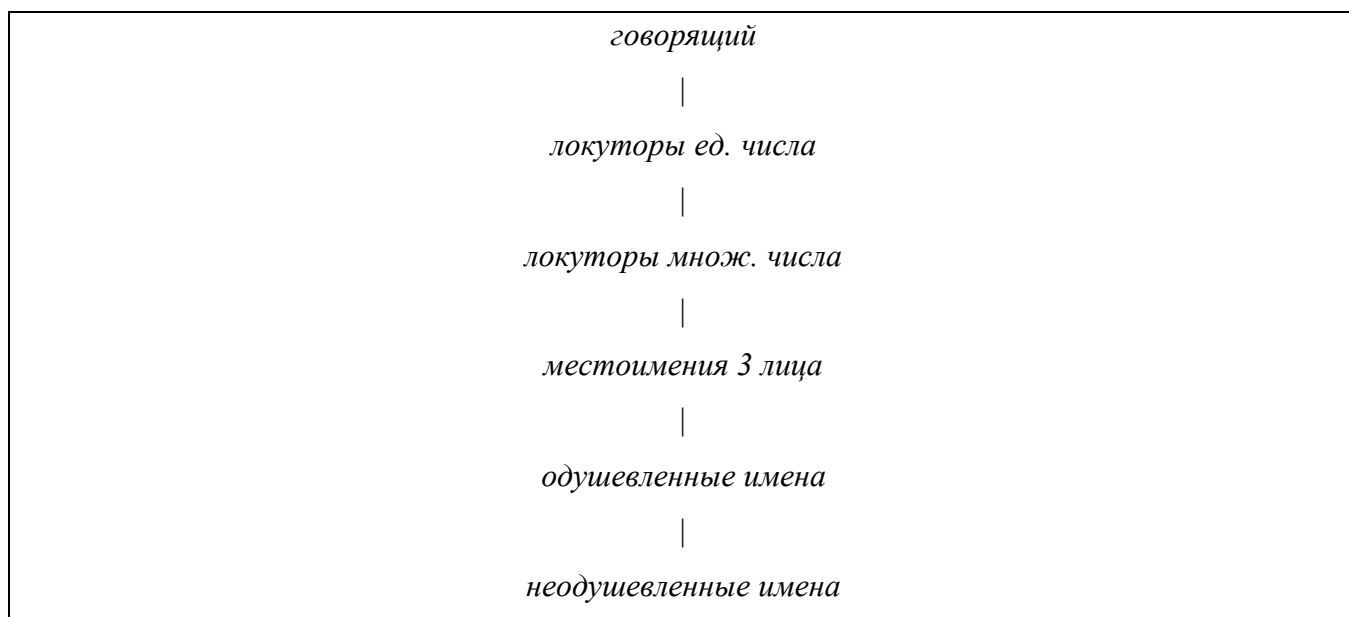 говорящий
|
локуторы ед. числа
|
локуторы множ. числа
|
местоимения 3 лица
|
одушевленные имена
|
неодушевленные имена